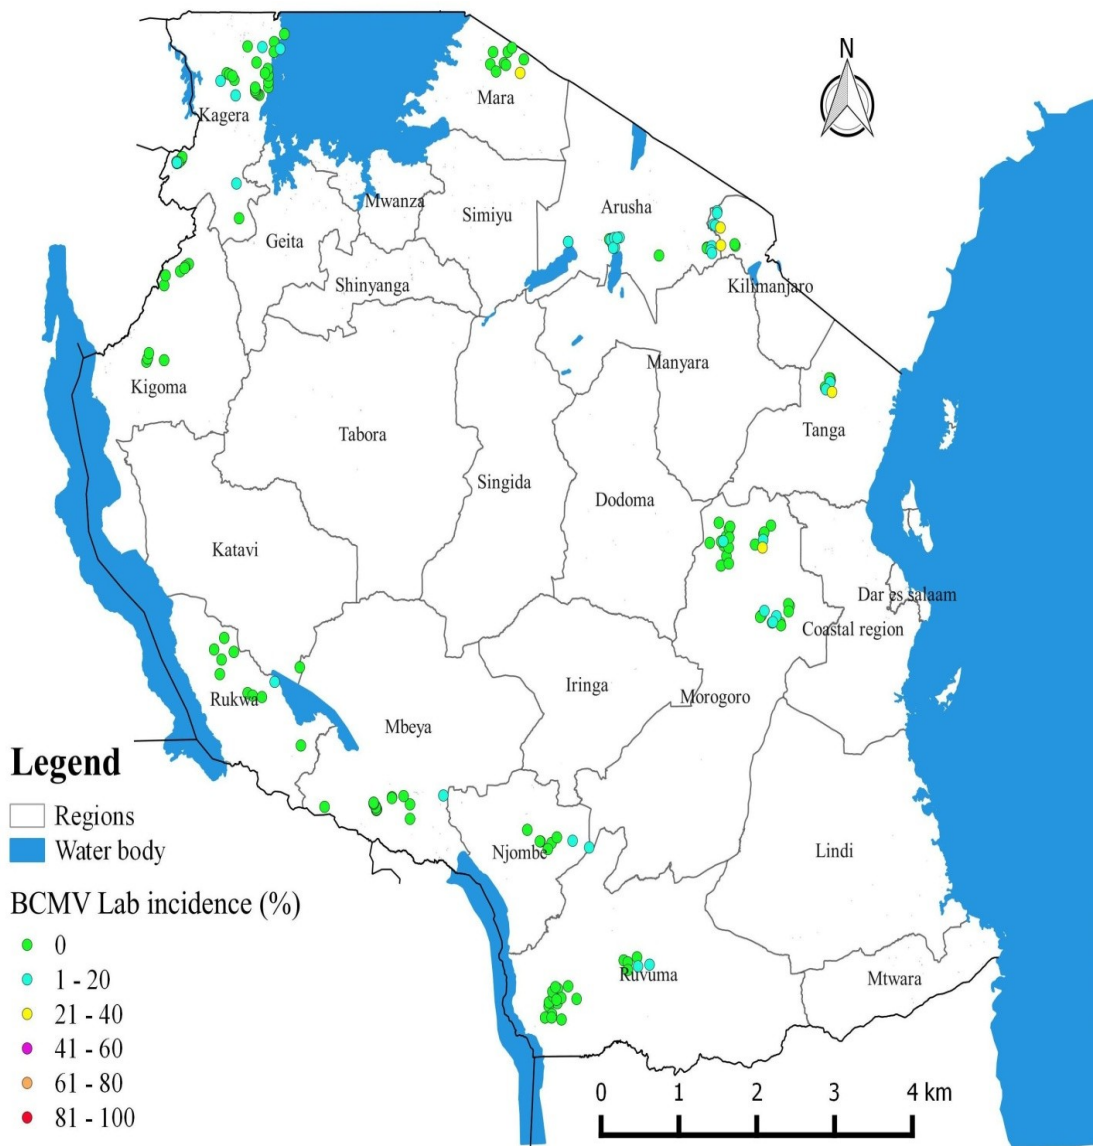 N
Mara
Kagera
Mwanza
Simiyu
Arusha
Geita
Shinyanga
Kilimanjaro
Manyara
Kigoma
Tabora
Tanga
Singida
Dodoma
Katavi
Dar es salaam
Coastal region
Rukwa
Iringa
Morogoro
Mbeya
Legend
Regions
Water body
Njombe
Lindi
BCMV Lab incidence (%)
0
1 - 20
21 - 40
41 - 60
61 - 80
81 - 100
Ruvuma
Mtwara
0 1 2 4 km